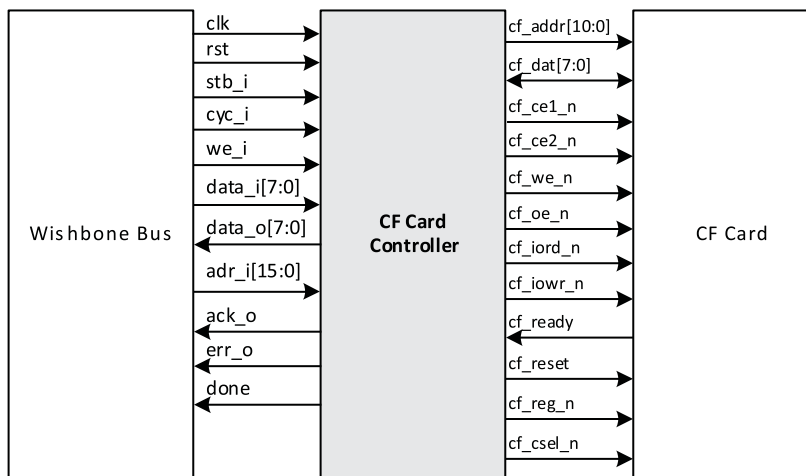 Wishbone Bus
clk
rst
stb_i
cyc_i
we_i
data_i[7:0]
data_o[7:0]
adr_i[15:0]
ack_o
err_o
done
CF Card
Controller
cf_addr[10:0]
cf_dat[7:0]
cf_ce1_n
cf_ce2_n
cf_we_n
cf_oe_n
cf_iord_n
cf_iowr_n
cf_ready
cf_reset
cf_reg_n
cf_csel_n
CF Card